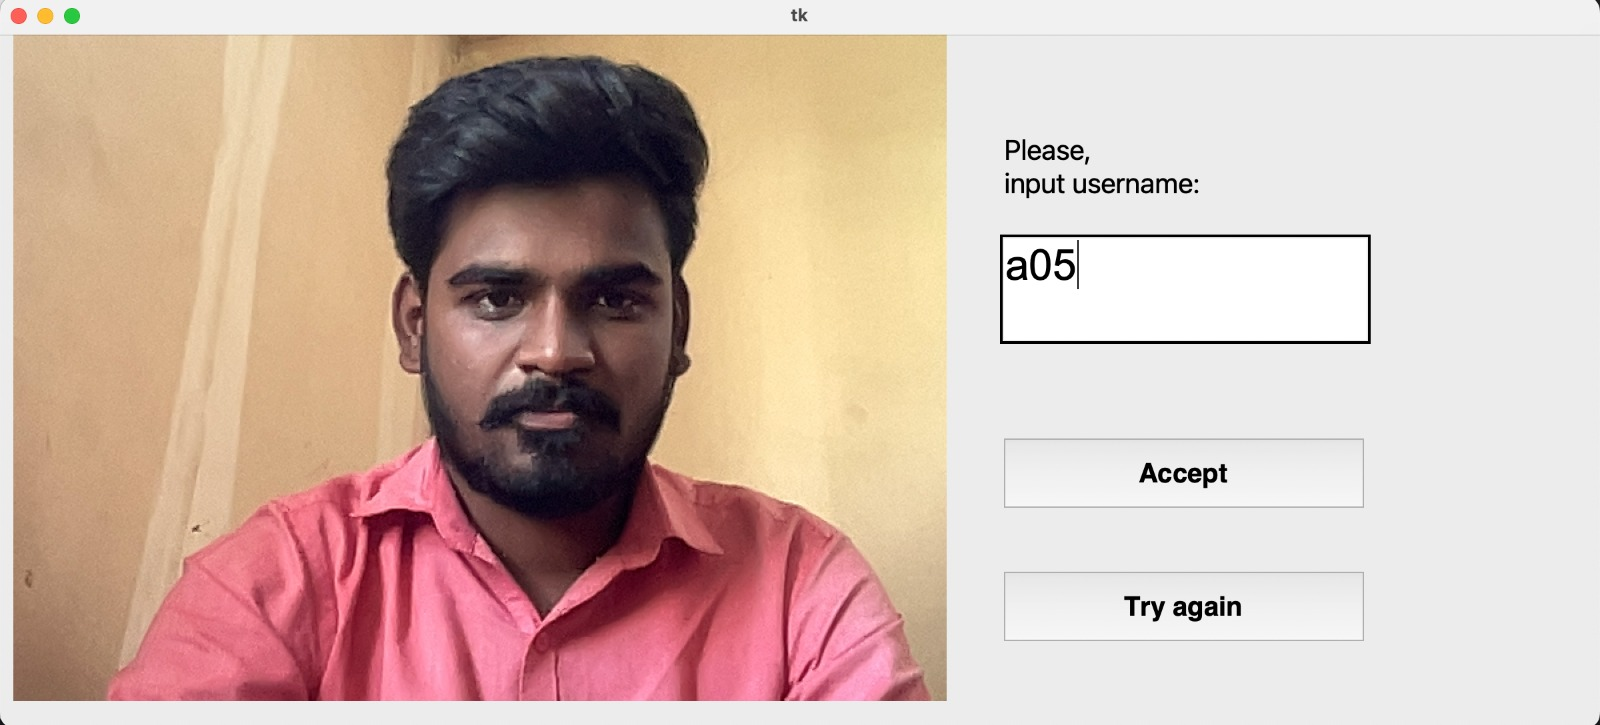 tk
Please,
input username:
a05
Accept
Try again